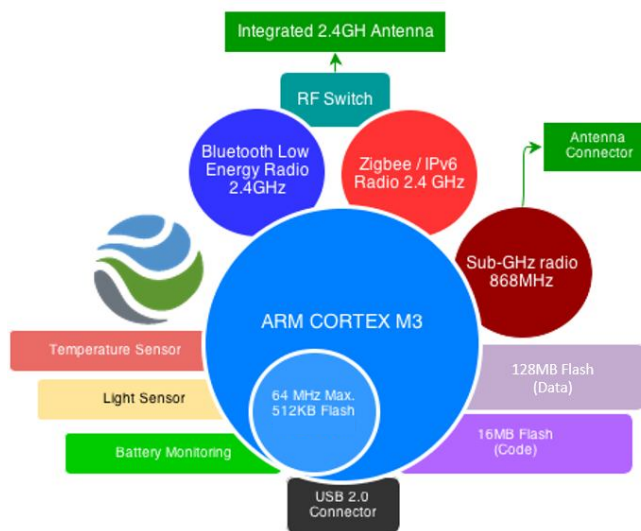 Integrated 2.4GH Antenna
RF Switch
Bluetooth Low
Energy Radio
2.4GHz
Zigbee / IPv6
Radio 2.4 GHz
Antenna
Connector
Sub-GHz radio
868MHz
ARM CORTEX M3
Temperature Sensor
Light Sensor
Battery Monitoring
64 MHz Max.
512KB Flash
128MB Flash
(Data)
16MB Flash
(Code)
USB 2.0
Connector